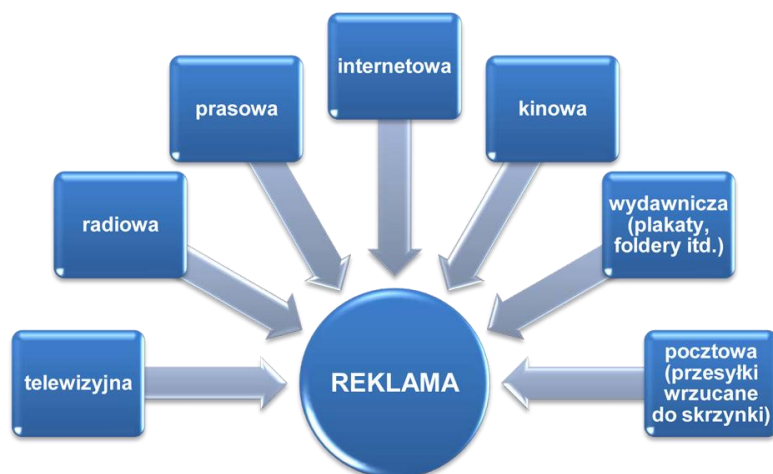 internetowa
prasowa
kinowa
radiowa
wydawnicza
(plakaty,
foldery itd.)
telewizyjna
REKLAMA
pocztowa
(przesyłki
wrzucane
do skrzynki)